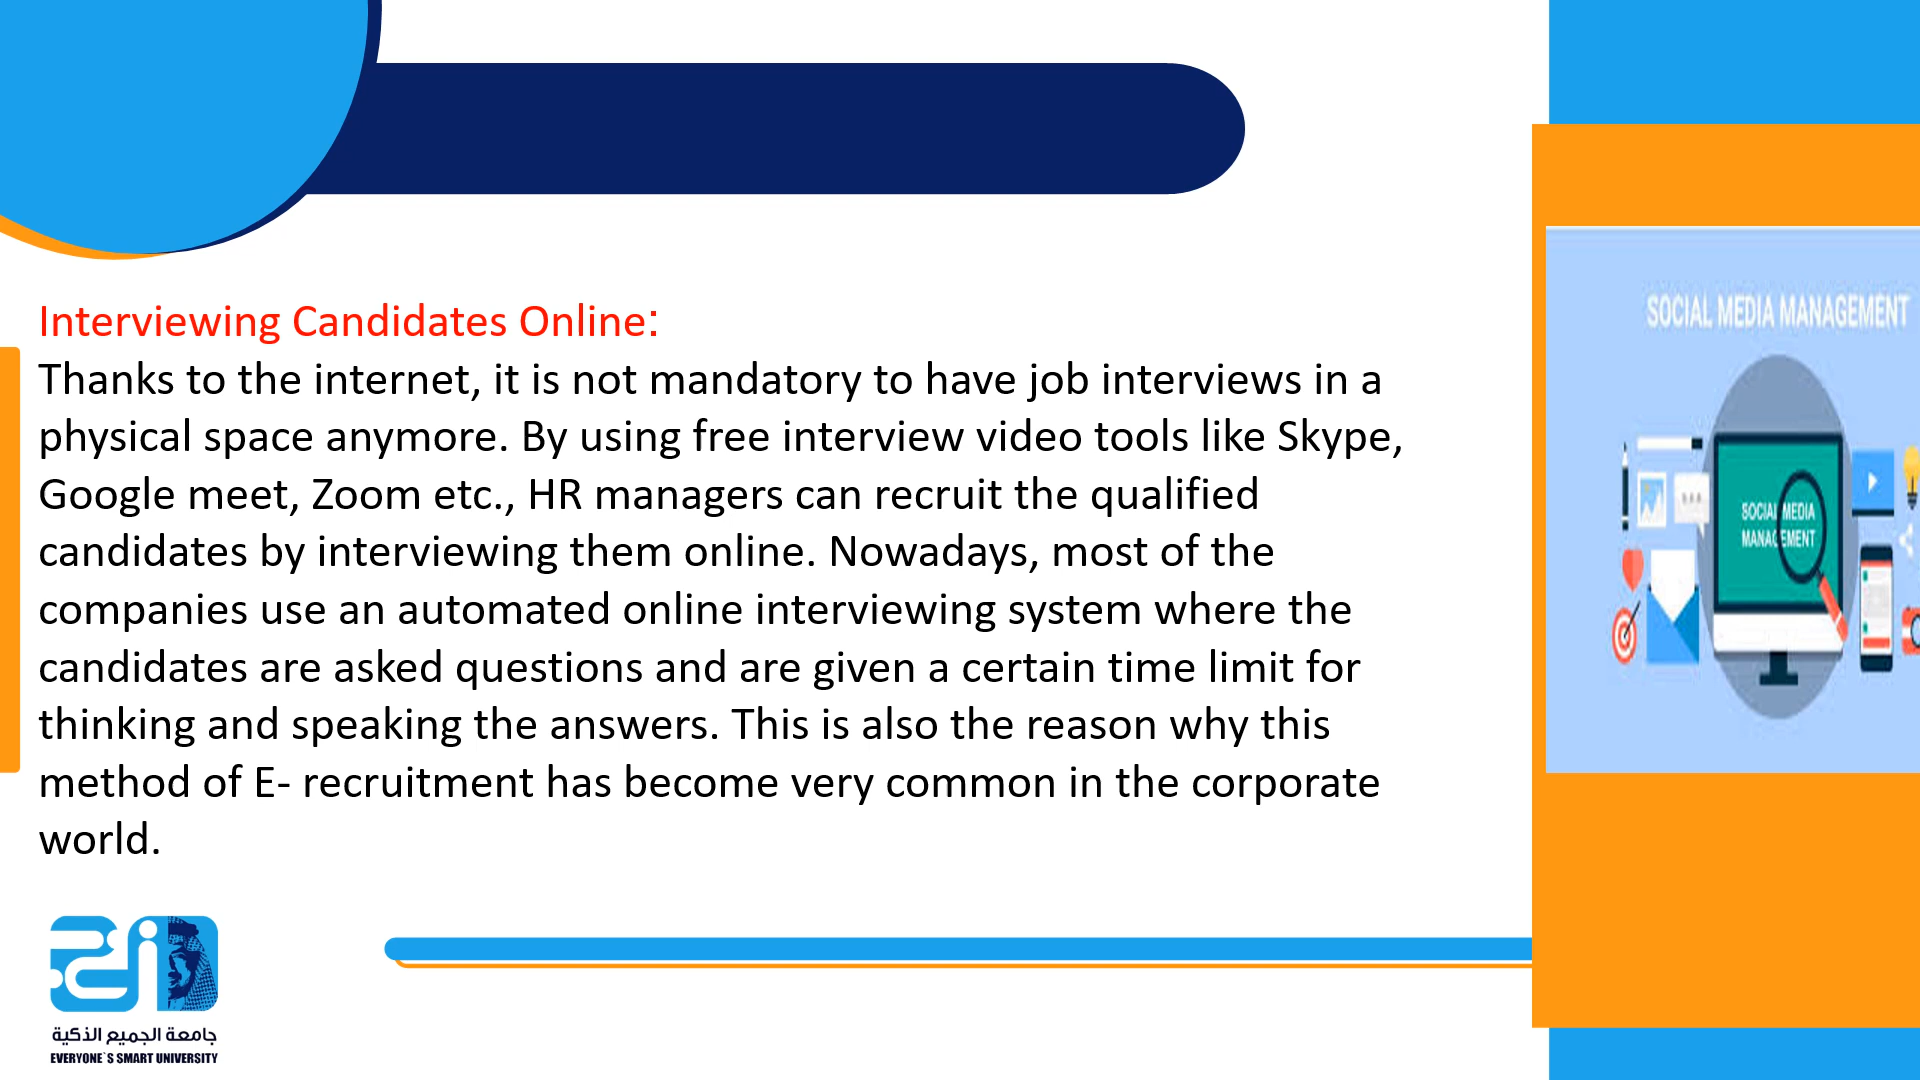 Interviewing Candidates Online:
Thanks to the internet, it is not mandatory to have job interviews in a
physical space anymore. By using free interview video tools like Skype,
Google meet, Zoom etc., HR managers can recruit the qualified
candidates by interviewing them online. Nowadays, most of the
companies use an automated online interviewing system where the
candidates are asked questions and are given a certain time limit for
thinking and speaking the answers. This is also the reason why this
method of E- recruitment has become very common in the corporate
world.
SOCIAL MEDIA MANAGEMENT
SOCIAL MEDIA
MANAGEMENT
جامعة الجميع الذكية
EVERYONE`S SMART UNIVERSITY